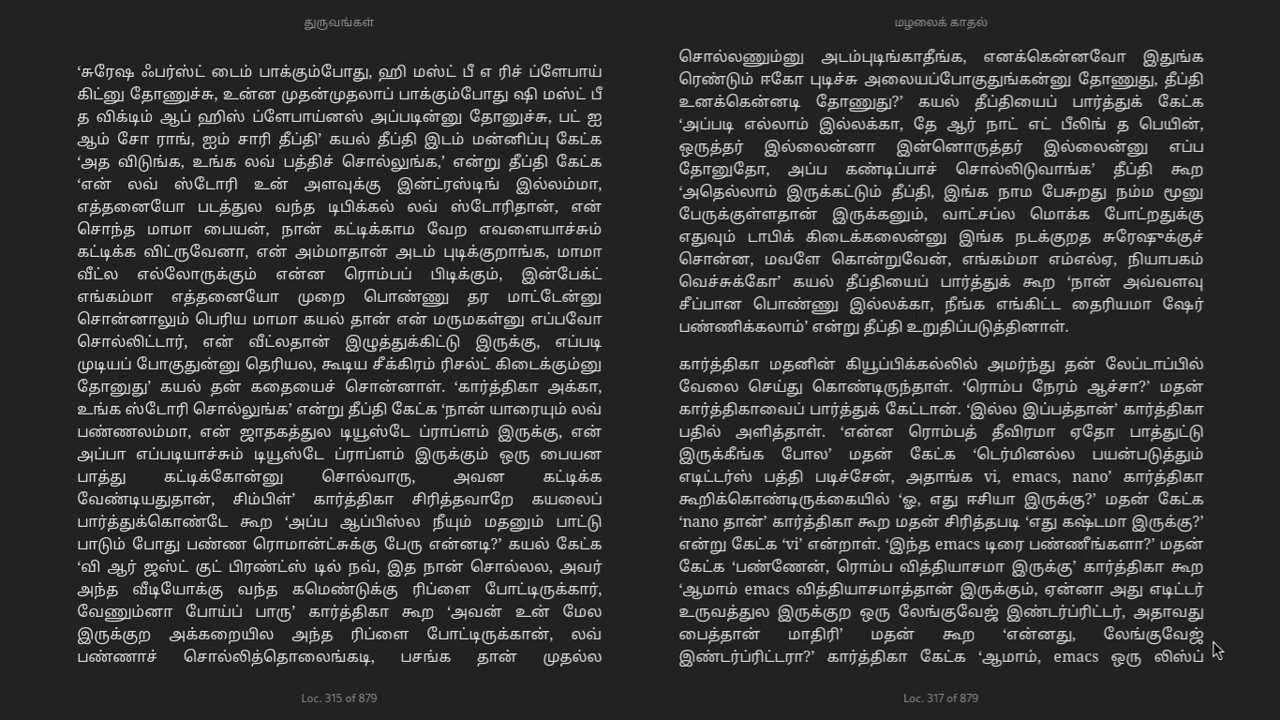 துருவங்கள்
‘சுரேஷ ஃபர்ஸ்ட் டைம் பாக்கும்போது, ஹி மஸ்ட் பீ எ ரிச் ப்ளேபாய்
கிட்னு தோணுச்சு, உன்ன முதன்முதலாப் பாக்கும்போது ஷி மஸ்ட் பீ
த விக்டிம் ஆப் ஹிஸ் ப்ளேபாய்னஸ் அப்படின்னு தோனுச்சு, பட் ஐ
ஆம் சோ ராங், ஐம் சாரி தீப்தி’ கயல் தீப்தி இடம் மன்னிப்பு கேட்க
‘அத விடுங்க, உங்க லவ் பத்திச் சொல்லுங்க,’ என்று தீப்தி கேட்க
‘என் லவ் ஸ்டோரி உன் அளவுக்கு இன்ட்ரஸ்டிங் இல்லம்மா,
எத்தனையோ படத்துல வந்த டிபிக்கல் லவ் ஸ்டோரிதான், என்
சொந்த மாமா பையன், நான் கட்டிக்காம வேற எவளையாச்சும்
கட்டிக்க விட்ருவேனா, என் அம்மாதான் அடம் புடிக்குறாங்க, மாமா
வீட்ல எல்லோருக்கும் என்ன ரொம்பப் பிடிக்கும், இன்பேக்ட்
எங்கம்மா எத்தனையோ முறை பொண்ணு தர மாட்டேன்னு
சொன்னாலும் பெரிய மாமா கயல் தான் என் மருமகள்னு எப்பவோ
சொல்லிட்டார், என் வீட்லதான் இழுத்துக்கிட்டு இருக்கு, எப்படி
முடியப் போகுதுன்னு தெரியல, கூடிய சீக்கிரம் ரிசல்ட் கிடைக்கும்னு
தோனுது’ கயல் தன் கதையைச் சொன்னாள். ‘கார்த்திகா அக்கா,
உங்க ஸ்டோரி சொல்லுங்க’ என்று தீப்தி கேட்க ‘நான் யாரையும் லவ்
பண்ணலம்மா, என் ஜாதகத்துல டியூஸ்டே ப்ராப்ளம் இருக்கு, என்
அப்பா எப்படியாச்சும் டியூஸ்டே ப்ராப்ளம் இருக்கும் ஒரு பையன
பாத்து கட்டிக்கோன்னு சொல்வாரு, அவன கட்டிக்க
வேண்டியதுதான், சிம்பிள்’ கார்த்திகா சிரித்தவாறே கயலைப்
பார்த்துக்கொண்டே கூற ‘அப்ப ஆப்பிஸ்ல நீயும் மதனும் பாட்டு
பாடும் போது பண்ண ரொமான்ட்சுக்கு பேரு என்னடி?’ கயல் கேட்க
‘வி ஆர் ஜஸ்ட் குட் பிரண்ட்ஸ் டில் நவ், இத நான் சொல்லல, அவர்
அந்த வீடியோக்கு வந்த கமெண்டுக்கு ரிப்ளை போட்டிருக்கார்,
வேணும்னா போய்ப் பாரு’ கார்த்திகா கூற ‘அவன் உன் மேல
இருக்குற அக்கறையில அந்த ரிப்ளை போட்டிருக்கான், லவ்
பண்ணாச் சொல்லித்தொலைங்கடி, பசங்க தான் முதல்ல
Loc. 315 of 879
மழலைக் காதல்
சொல்லணும்னு அடம்புடிங்காதீங்க, எனக்கென்னவோ இதுங்க
ரெண்டும் ஈகோ புடிச்சு அலையப்போகுதுங்கன்னு தோணுது, தீப்தி
உனக்கென்னடி தோணுது?’ கயல் தீப்தியைப் பார்த்துக் கேட்க
‘அப்படி எல்லாம் இல்லக்கா, தே ஆர் நாட் எட் பீலிங் த பெயின்,
ஒருத்தர் இல்லைன்னா இன்னொருத்தர் இல்லைன்னு எப்ப
தோனுதோ, அப்ப கண்டிப்பாச் சொல்லிடுவாங்க’ தீப்தி கூற
‘அதெல்லாம் இருக்கட்டும் தீப்தி, இங்க நாம பேசுறது நம்ம மூனு
பேருக்குள்ளதான் இருக்கனும், வாட்சப்ல மொக்க போட்றதுக்கு
எதுவும் டாபிக் கிடைக்கலைன்னு இங்க நடக்குறத சுரேஷுக்குச்
சொன்ன, மவளே கொன்றுவேன், எங்கம்மா எம்எல்ஏ, நியாபகம்
வெச்சுக்கோ’ கயல் தீப்தியைப் பார்த்துக் கூற ‘நான் அவ்வளவு
சீப்பான பொண்ணு இல்லக்கா, நீங்க எங்கிட்ட தைரியமா ஷேர்
பண்ணிக்கலாம்’ என்று தீப்தி உறுதிப்படுத்தினாள்.
கார்த்திகா மதனின் கியூப்பிக்கல்லில் அமர்ந்து தன் லேப்டாப்பில்
வேலை செய்து கொண்டிருந்தாள். ‘ரொம்ப நேரம் ஆச்சா?’ மதன்
கார்த்திகாவைப் பார்த்துக் கேட்டான். ‘இல்ல இப்பத்தான்’ கார்த்திகா
பதில் அளித்தாள். ‘என்ன ரொம்பத் தீவிரமா ஏதோ பாத்துட்டு
இருக்கீங்க போல’ மதன் கேட்க ‘டெர்மினல்ல பயன்படுத்தும்
எடிட்டர்ஸ் பத்தி படிச்சேன், அதாங்க vi, emacs, nano’ கார்த்திகா
கூறிக்கொண்டிருக்கையில் ‘ஓ, எது ஈசியா இருக்கு?’ மதன் கேட்க
‘nano தான்’ கார்த்திகா கூற மதன் சிரித்தபடி ‘எது கஷ்டமா இருக்கு?’
என்று கேட்க ‘vi’ என்றாள். ‘இந்த emacs டிரை பண்ணீங்களா?’ மதன்
கேட்க ‘பண்ணேன், ரொம்ப வித்தியாசமா இருக்கு’ கார்த்திகா கூற
‘ஆமாம் emacs வித்தியாசமாத்தான் இருக்கும், ஏன்னா அது எடிட்டர்
உருவத்துல இருக்குற ஒரு லேங்குவேஜ் இண்டர்ப்ரிட்டர், அதாவது
பைத்தான் மாதிரி’ மதன் கூற ‘என்னது, லேங்குவேஜ்
இண்டர்ப்ரிட்டரா?’ கார்த்திகா கேட்க ‘ஆமாம், emacs ஒரு லிஸ்ப்
Loc. 317 of 879